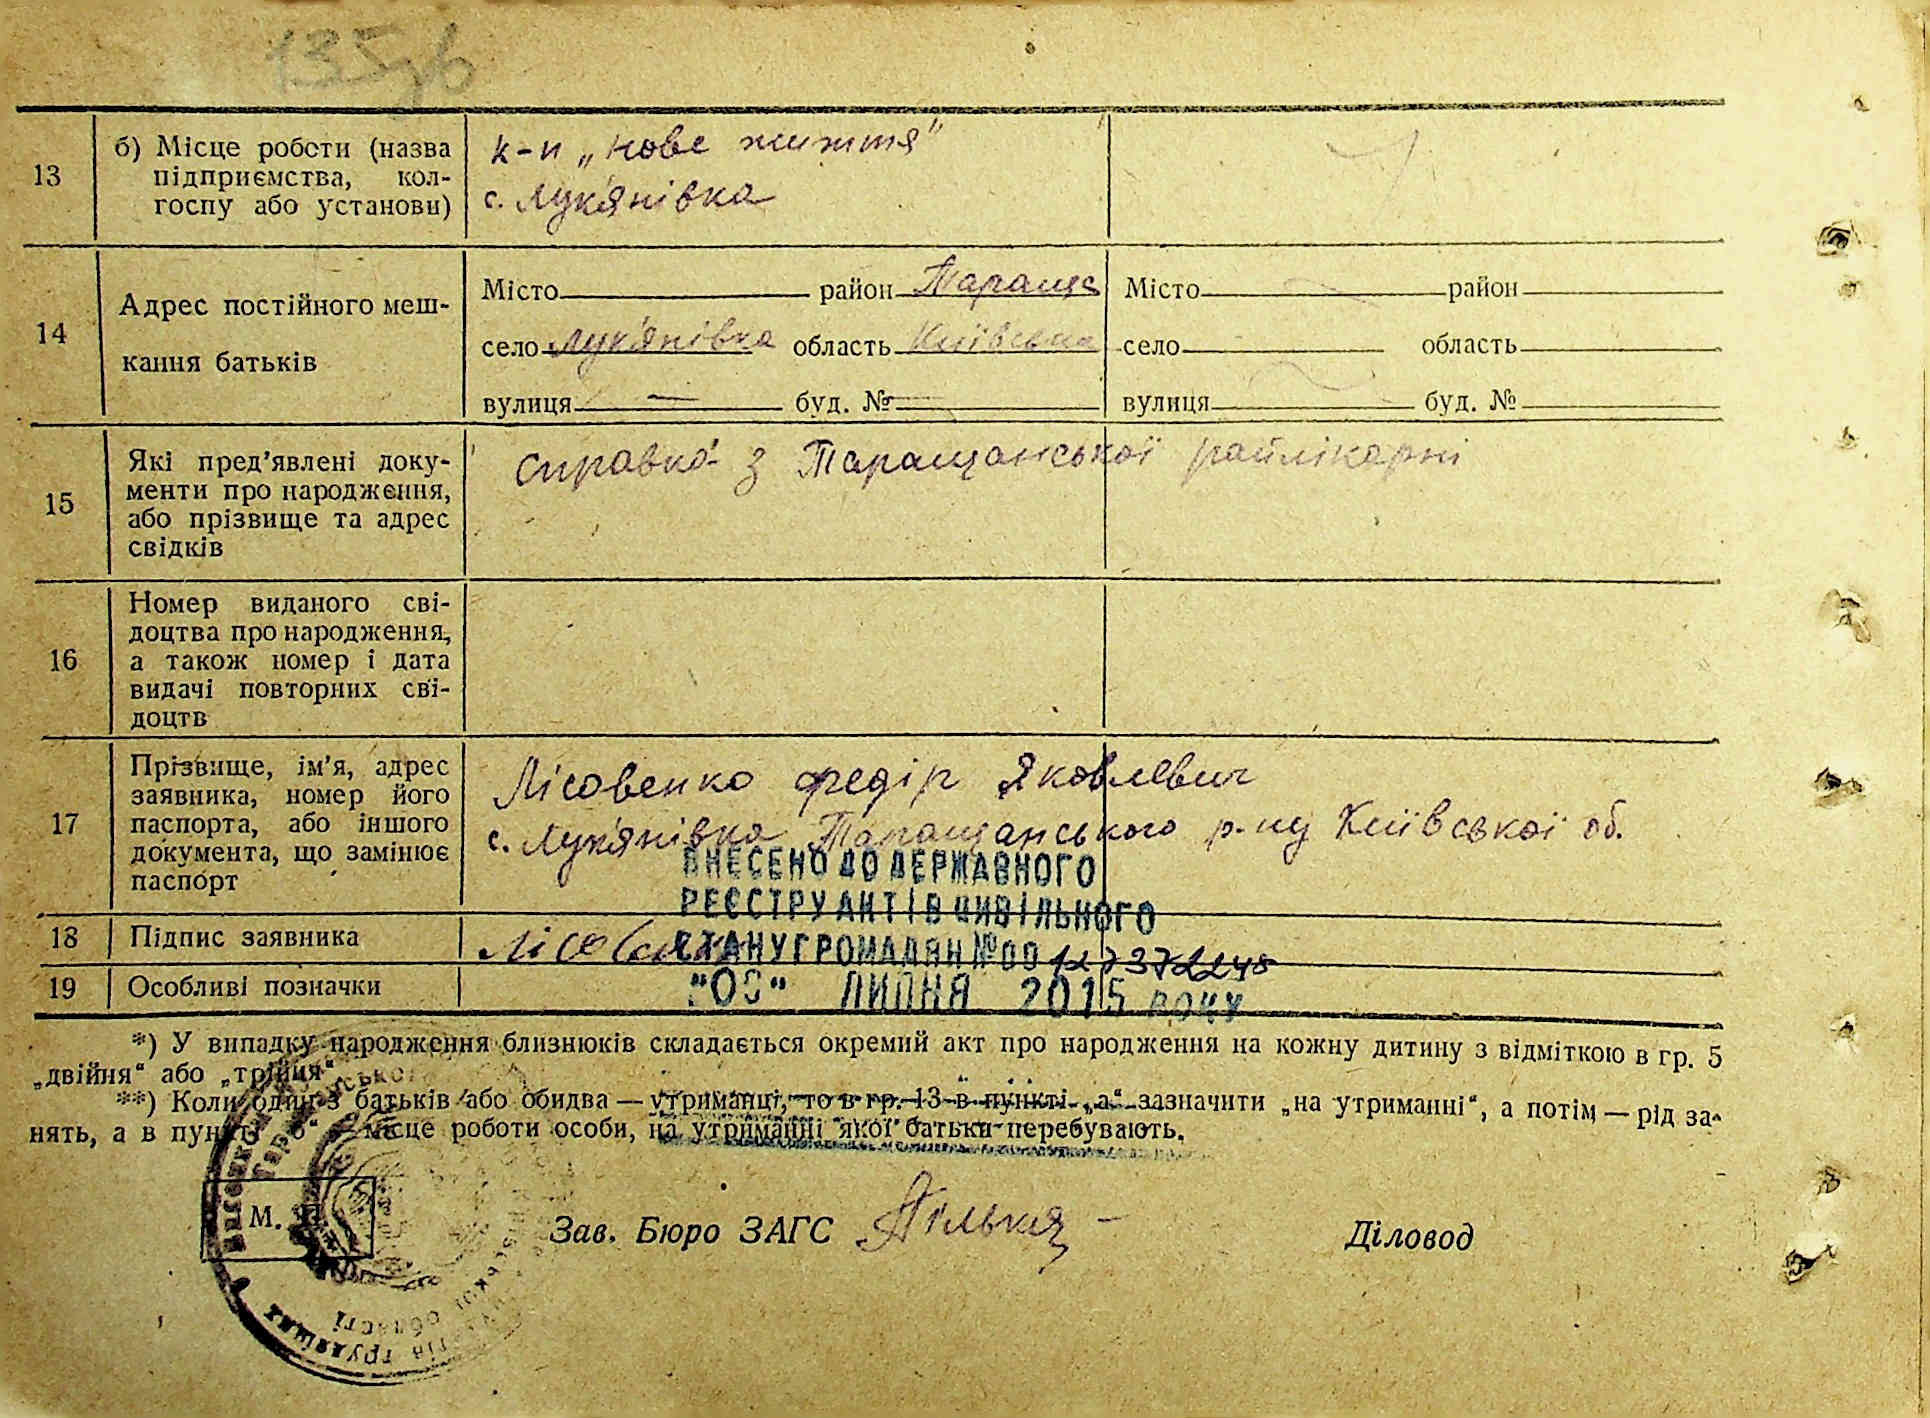 135зв
13
б) Місце роботи (назва
підприємства, кол-
госпу або установи)
к-п „нове життя"
с. Лук'янівка
14
Адрес постійного меш-
кання батьків
Місто район Тараща
село Лук'янівка область Київська
вулиця — буд. № —
Місто район
село область
вулиця буд. №
15
Які пред'явлені доку-
менти про народження,
або прізвище та адрес
свідків
справка з Таращанської райлікарні
16
Номер виданого сві-
доцтва про народження,
а також номер і дата
видачі повторних сві-
доцтв
17
Прізвище, ім'я, адрес
заявника, номер його
паспорта, або іншого
документа, що замінює
паспорт
Лісовенко Федір Яковлевич
с. Лук'янівка Таращанського р-ну Київської об.
ВНЕСЕНО ДО ДЕРЖАВНОГО
РЕЄСТРУ АКТІВ ЦИВІЛЬНОГО
СТАНУ ГРОМАДЯН № 00
ЛИПНЯ 2015 РОКУ
18
Підпис заявника
Лісовенко
19
Особливі позначки
*) У випадку народження близнюків складається окремий акт про народження на кожну дитину з відміткою в гр. 5
„двійня“ або „трійня“
**) Коли один з батьків або обидва — утриманці, то в гр. 13 в пункті „а“ зазначити „на утриманні“, а потім — рід за-
нять, а в пункті „б“ — місце роботи особи, на утриманні якої батьки перебувають.
М.
Зав. Бюро ЗАГС
Діловод
області
трудящих